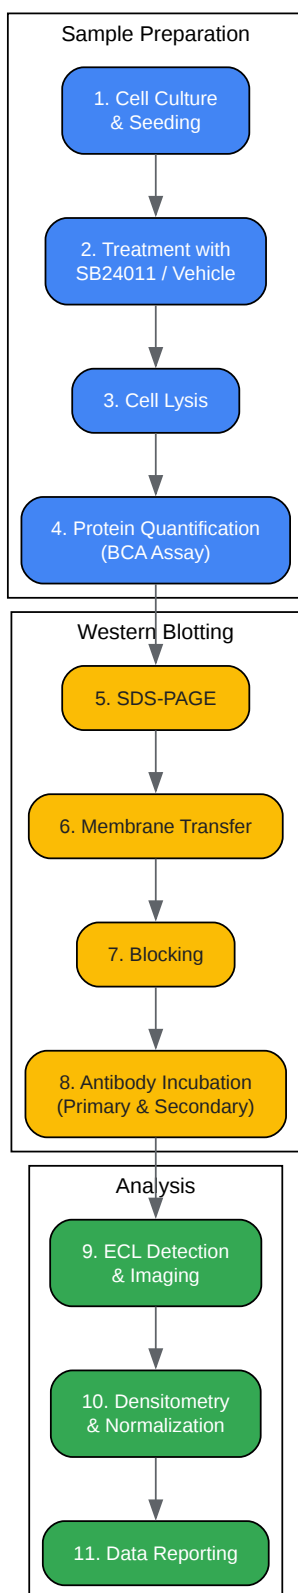 Sample Preparation
1. Cell Culture
& Seeding
2. Treatment with
SB24011 / Vehicle
3. Cell Lysis
4. Protein Quantification
(BCA Assay)
Western Blotting
5. SDS-PAGE
6. Membrane Transfer
7. Blocking
8. Antibody Incubation
(Primary & Secondary)
Analysis
9. ECL Detection
& Imaging
10. Densitometry
& Normalization
11. Data Reporting